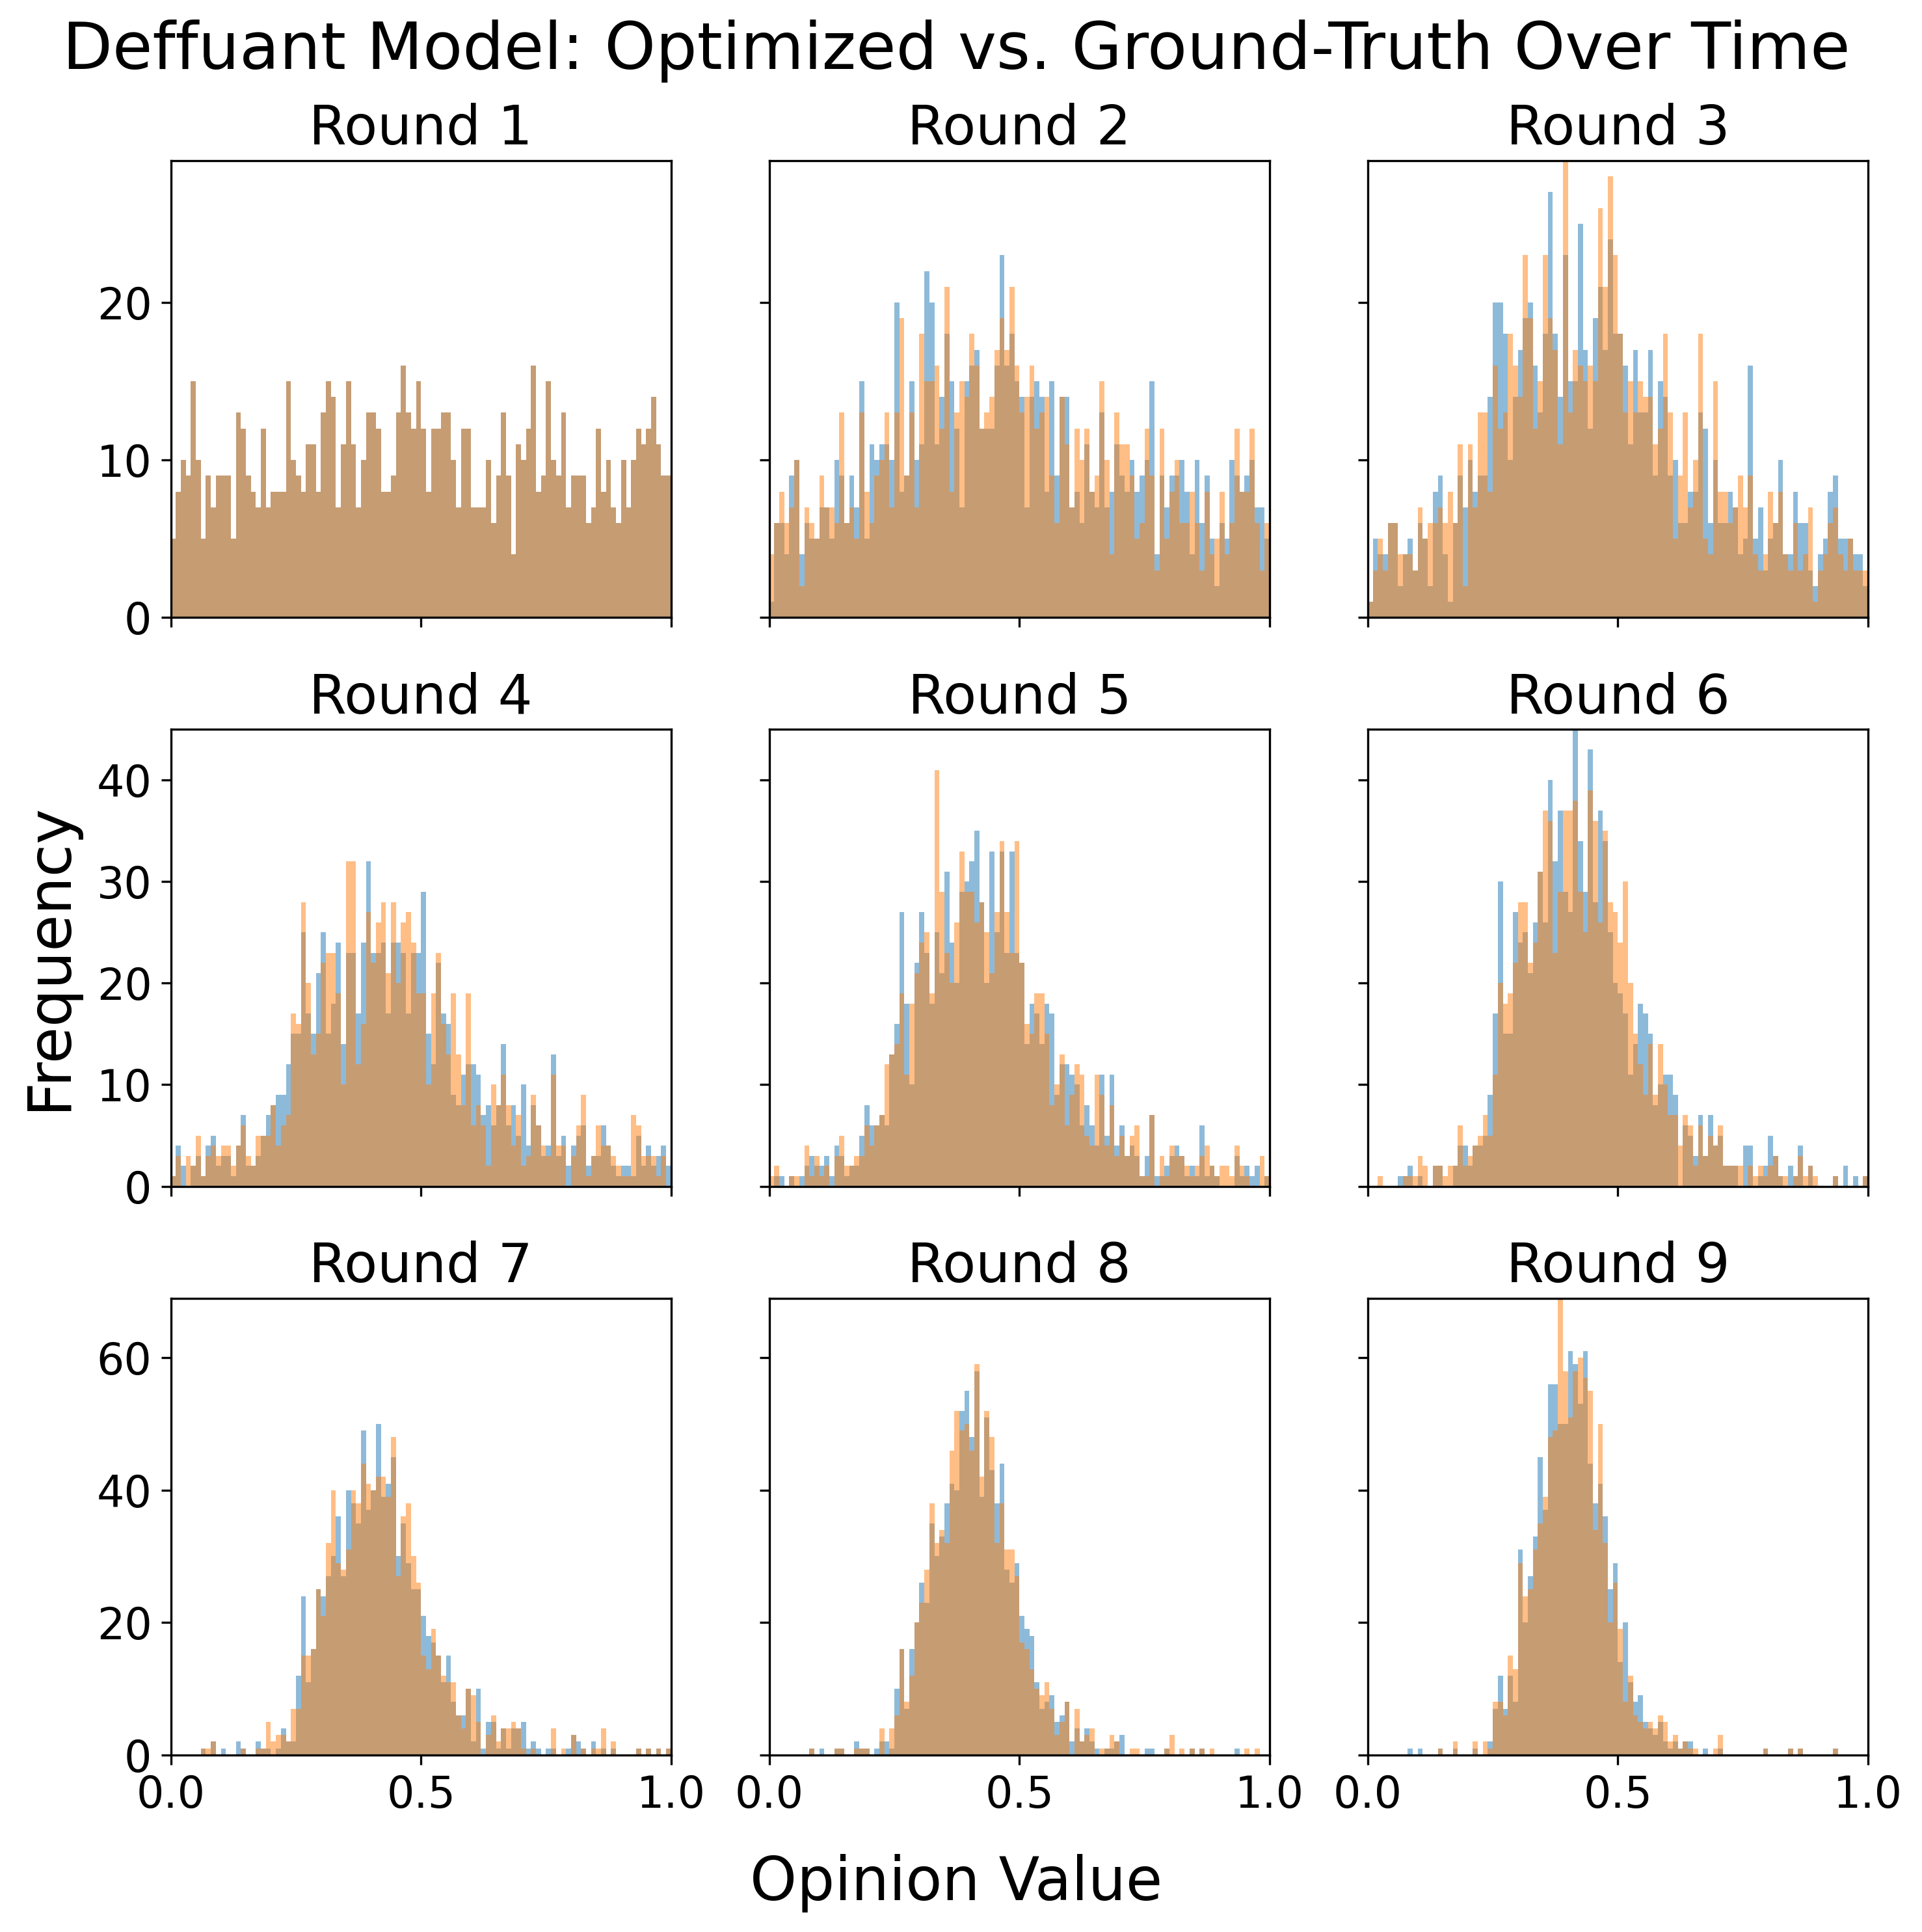 Deffuant Model: Optimized vs. Ground-Truth Over Time
Round 1
Round 2
Round 3
20
10
0
Round 4
Round 5
Round 6
40
30
20
10
0
Frequency
Round 7
Round 8
Round 9
60
40
20
0
0.0 0.5 1.0
0.0 0.5 1.0
0.0 0.5 1.0
Opinion Value